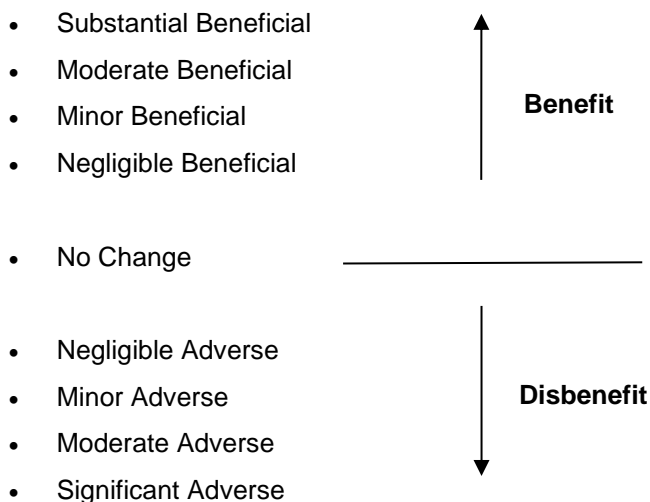 • Substantial Beneficial
• Moderate Beneficial
• Minor Beneficial
• Negligible Beneficial
Benefit
• No Change
• Negligible Adverse
• Minor Adverse
• Moderate Adverse
• Significant Adverse
Disbenefit